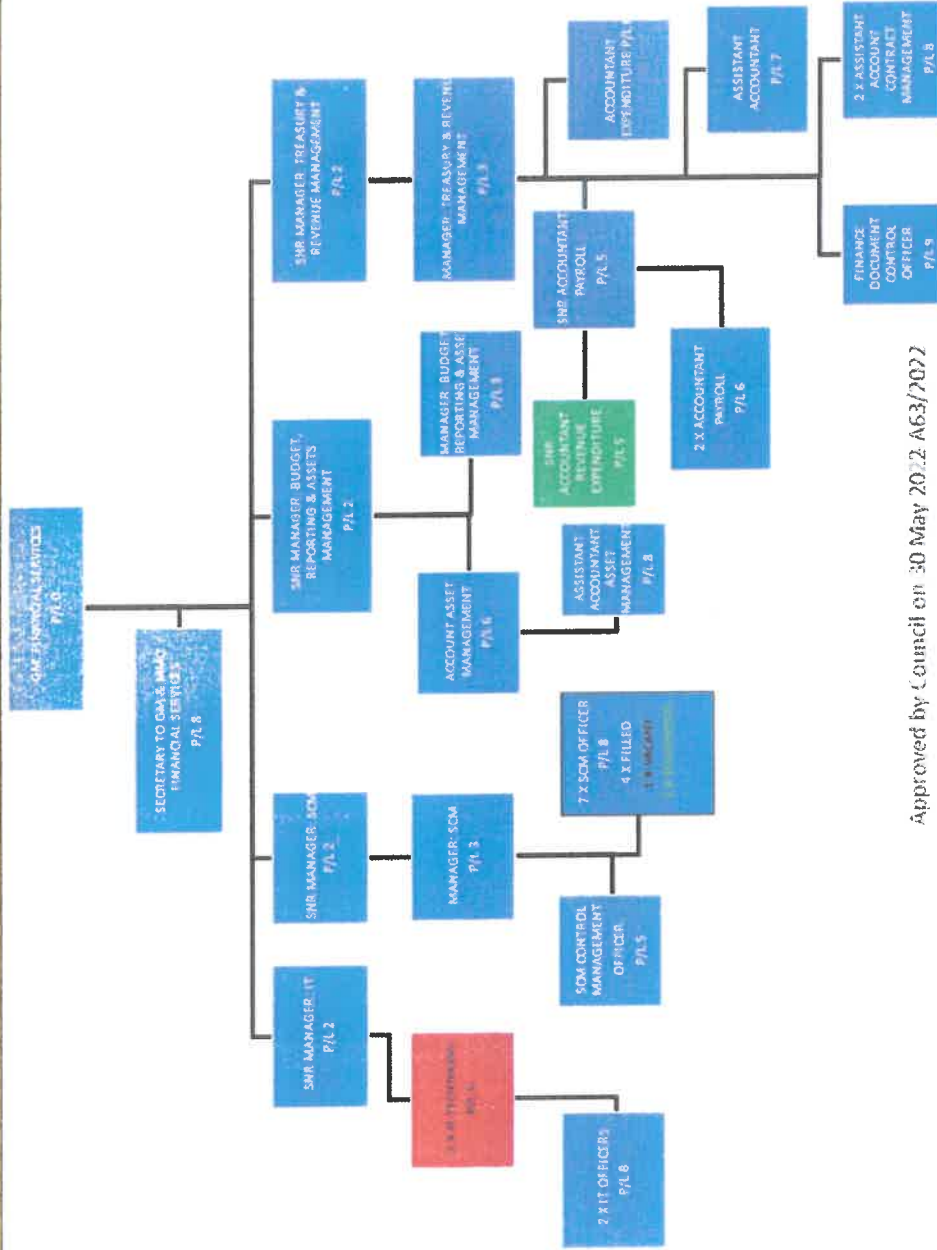 GM: FINANCIAL SERVICES
P/L 0
SECRETARY TO GM & MMC
FINANCIAL SERVICES
P/L 8
SNR MANAGER: IT
P/L 2
2 X IT OFFICERS
P/L 8
SNR MANAGER: SCM
P/L 2
MANAGER: SCM
P/L 3
SCM CONTROL
MANAGEMENT
OFFICER
P/L 5
7 X SCM OFFICER
P/L 8
4 X FILLED
SNR MANAGER BUDGET,
REPORTING & ASSETS
MANAGEMENT
P/L 2
ACCOUNT ASSET
MANAGEMENT
P/L 6
ASSISTANT
ACCOUNTANT
ASSET
MANAGEMENT
P/L 8
MANAGER BUDGET
REPORTING & ASSE
MANAGEMENT
P/L 3
SNR MANAGER TREASURY &
REVENUE MANAGEMENT
P/L 2
MANAGER: TREASURY & REVENU
MANAGEMENT
P/L 3
SNR
ACCOUNTANT
REVENUE
EXPENDITURE
P/L 5
SNR ACCOUNTANT
PAYROLL
P/L 5
2 X ACCOUNTANT
PAYROLL
P/L 6
ACCOUNTANT
EXPENDITURE
ASSISTANT
ACCOUNTANT
P/L 7
FINANCE
DOCUMENT
CONTROL
OFFICER
P/L 9
2 X ASSISTANT
ACCOUNT
CONTRACT
MANAGEMENT
P/L 8
Approved by Council on 30 May 2022 A63/2022